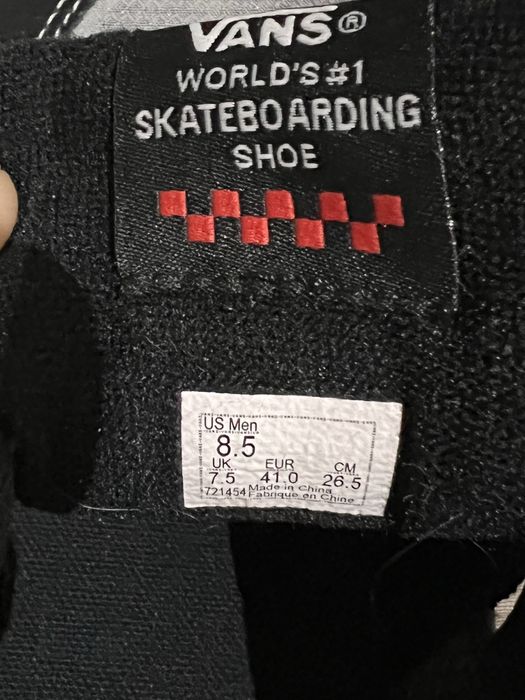 VANS®
WORLD'S #1
SKATEBOARDING
SHOE
US Men
8.5
UK EUR CM
7.5 41.0 26.5
721454 Made in China
Fabriqué en Chine